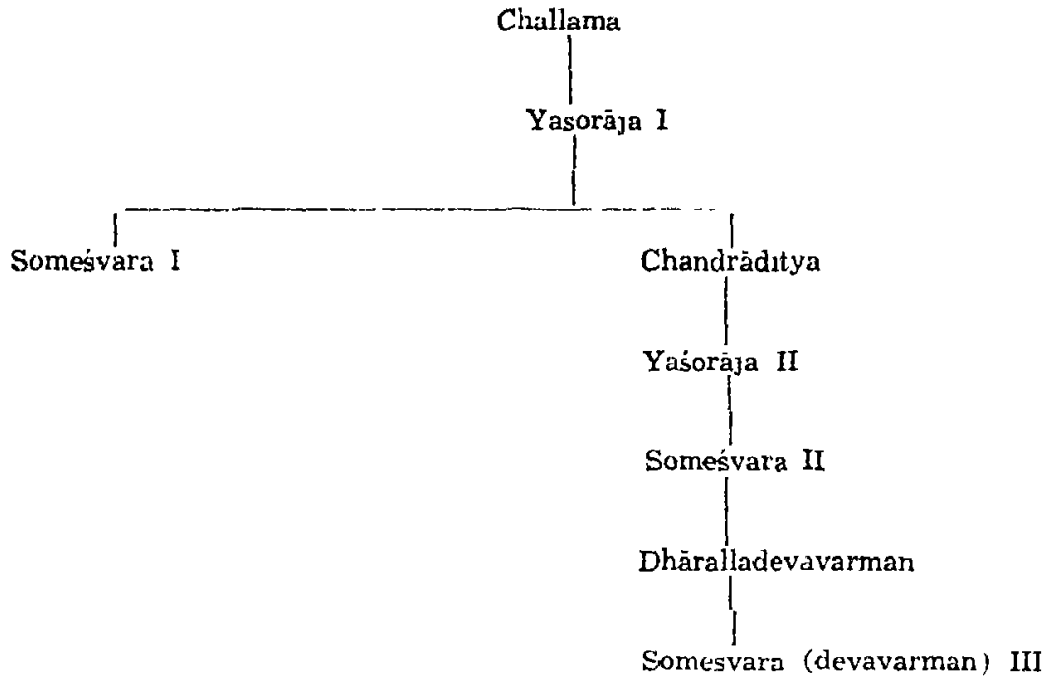 Challama
Yasorāja I
Someśvara I
Chandrāditya
Yaśorāja II
Someśvara II
Dhāralladevavarman
Somesvara (devavarman) III